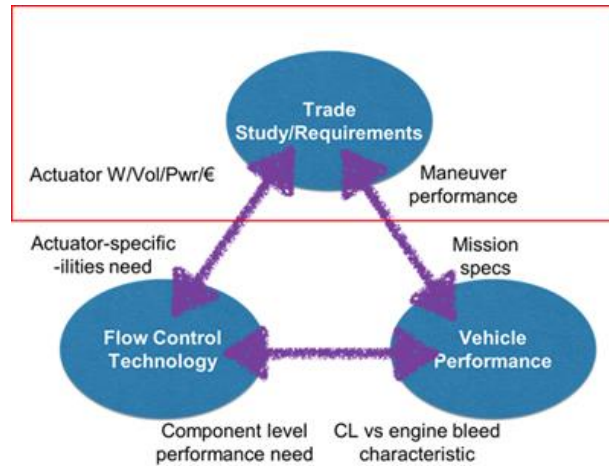 Trade
Study/Requirements
Actuator W/Vol/Pwr/€
Maneuver
performance
Actuator-specific
-ilities need
Mission
specs
Flow Control
Technology
Vehicle
Performance
Component level
performance need
CL vs engine bleed
characteristic